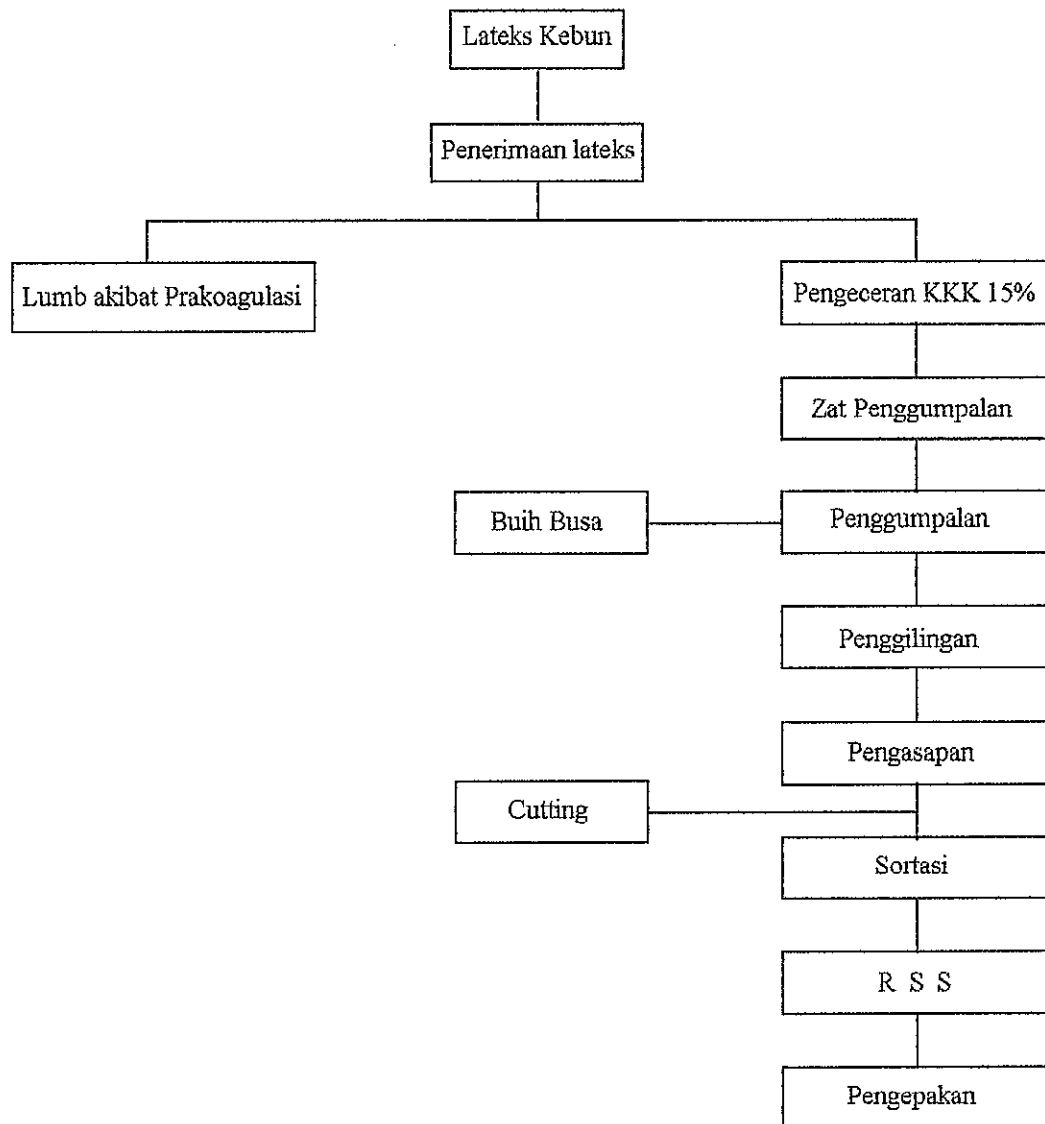 Lateks Kebun
Penerimaan lateks
Lumb akibat Prakoagulasi
Pengeceran KKK 15%
Zat Penggumpalan
Buih Busa
Penggumpalan
Penggilingan
Pengasapan
Cutting
Sortasi
R S S
Pengepakan